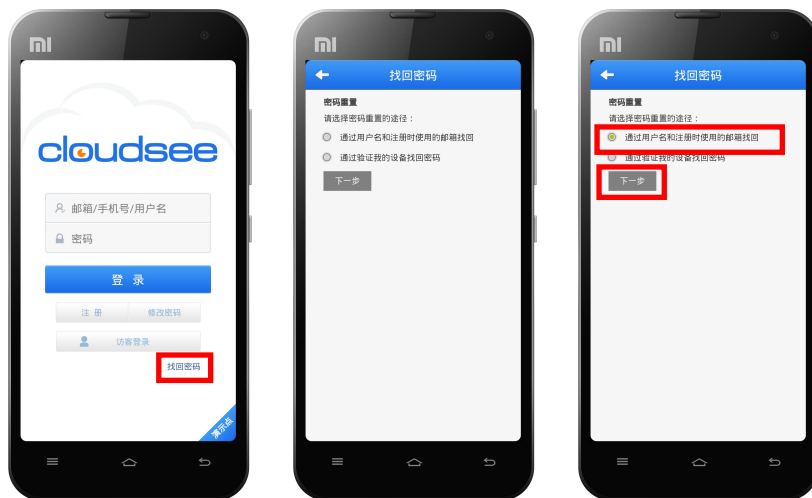 cloudsee
邮箱/手机号/用户名
密码
登 录
注 册
修改密码
访客登录
找回密码
演示点
找回密码
密码重置
请选择密码重置的途径：
通过用户名和注册时使用的邮箱找回
通过验证我的设备找回密码
下一步
找回密码
密码重置
请选择密码重置的途径：
通过用户名和注册时使用的邮箱找回
通过验证我的设备找回密码
下一步